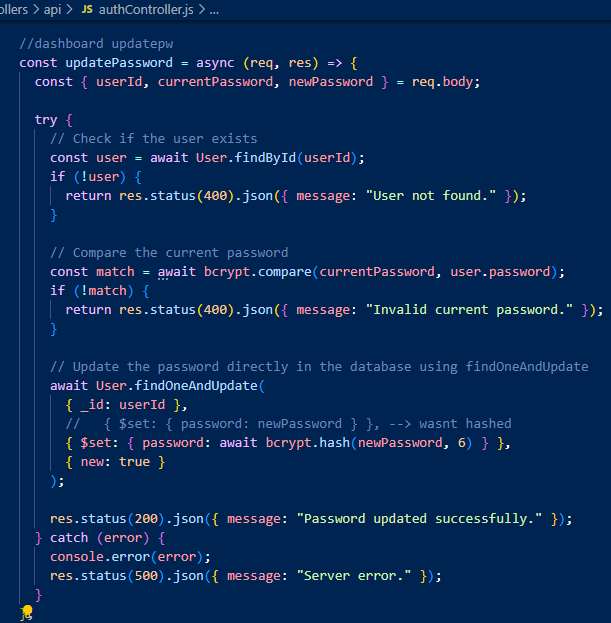 ollers > api > JS authController.js > ...
//dashboard updatepw
const updatePassword = async (req, res) => {
  const { userId, currentPassword, newPassword } = req.body;

  try {
    // Check if the user exists
    const user = await User.findById(userId);
    if (!user) {
      return res.status(400).json({ message: "User not found." });
    }

    // Compare the current password
    const match = await bcrypt.compare(currentPassword, user.password);
    if (!match) {
      return res.status(400).json({ message: "Invalid current password." });
    }

    // Update the password directly in the database using findOneAndUpdate
    await User.findOneAndUpdate(
      { _id: userId },
      //   { $set: { password: newPassword } }, --> wasnt hashed
      { $set: { password: await bcrypt.hash(newPassword, 6) } },
      { new: true }
    );

    res.status(200).json({ message: "Password updated successfully." });
  } catch (error) {
    console.error(error);
    res.status(500).json({ message: "Server error." });
  }
};